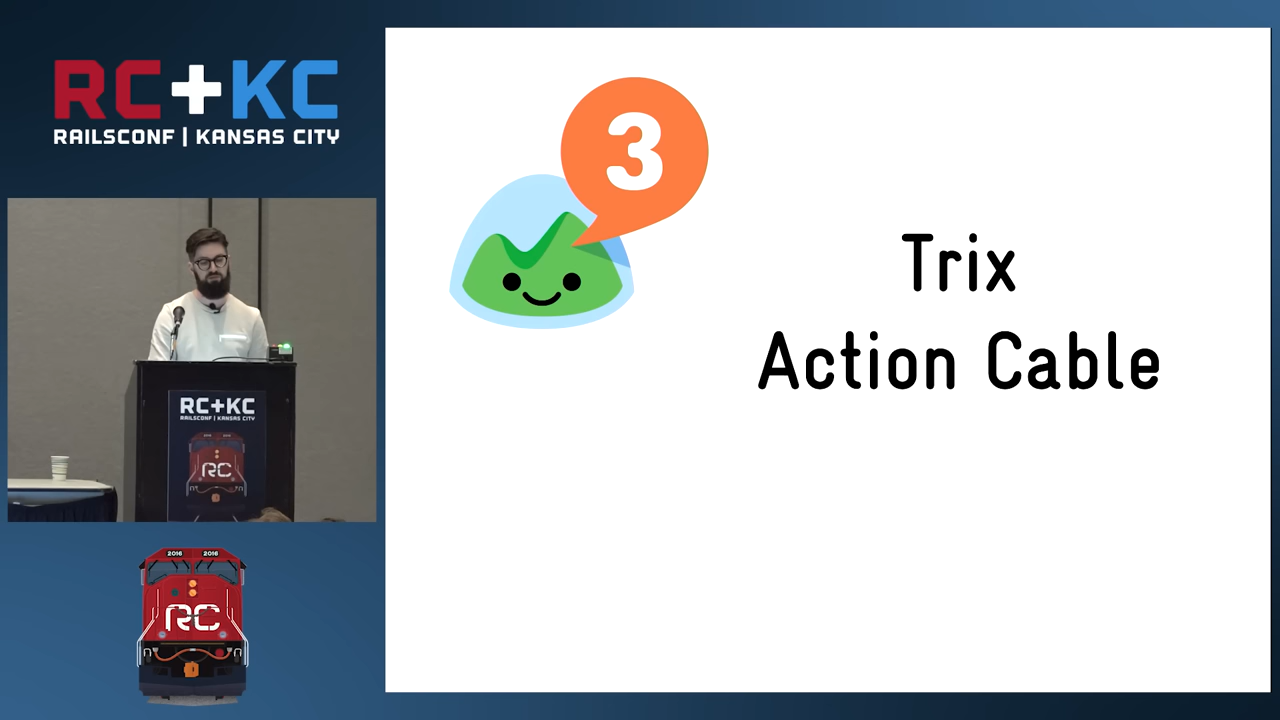 RC+KC
RAILSCONF | KANSAS CITY
3
Trix
Action Cable
RC+KC
RAILSCONF | KANSAS CITY
RC
2016 2016
RC